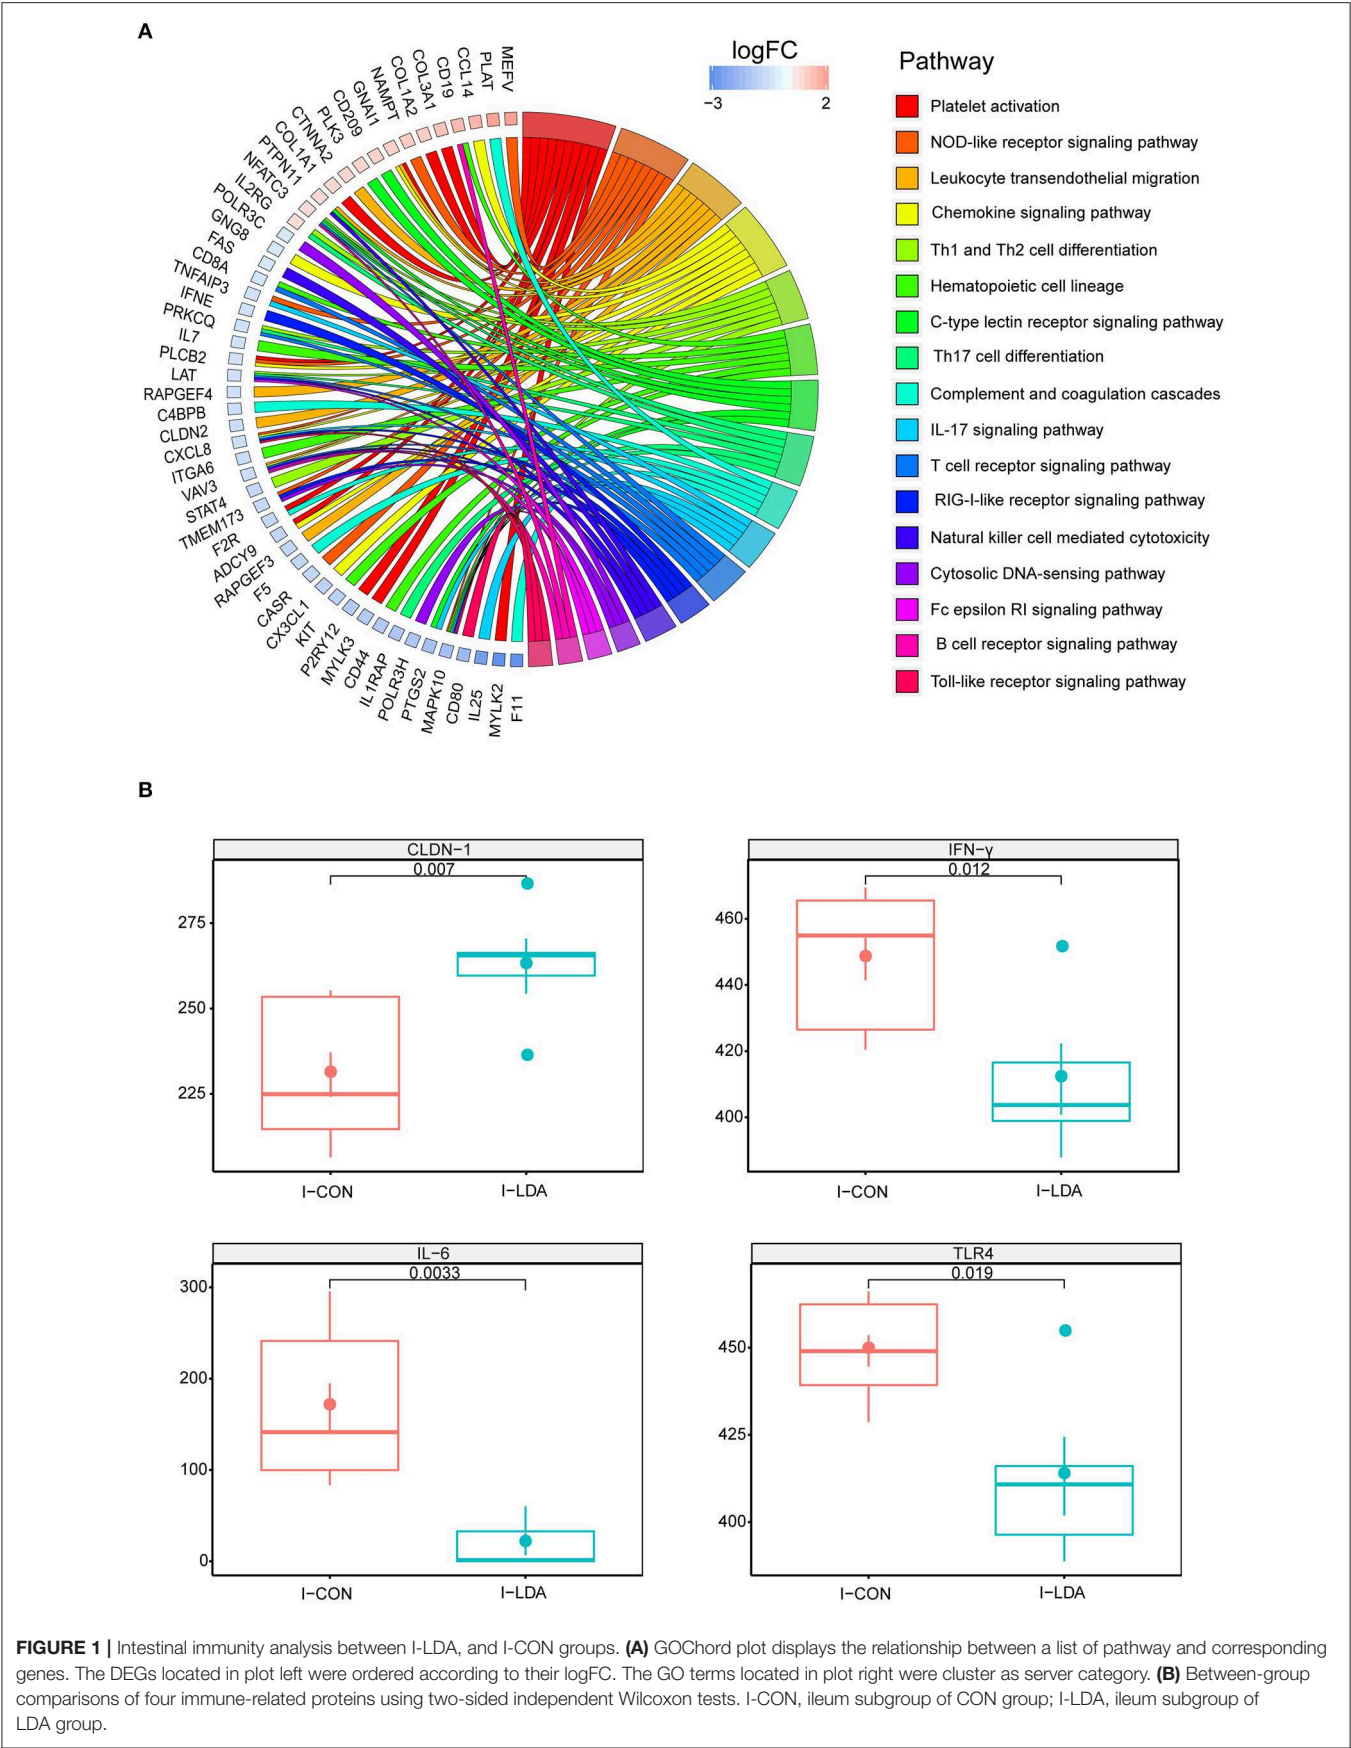 A
logFC
−3 2
Pathway
Platelet activation
NOD-like receptor signaling pathway
Leukocyte transendothelial migration
Chemokine signaling pathway
Th1 and Th2 cell differentiation
Hematopoietic cell lineage
C-type lectin receptor signaling pathway
Th17 cell differentiation
Complement and coagulation cascades
IL-17 signaling pathway
T cell receptor signaling pathway
RIG-I-like receptor signaling pathway
Natural killer cell mediated cytotoxicity
Cytosolic DNA-sensing pathway
Fc epsilon RI signaling pathway
B cell receptor signaling pathway
Toll-like receptor signaling pathway
MEFV
PLAT
CCL14
CD19
COL3A1
COL1A2
NAMPT
GNAI1
CD209
PLK3
CTNNA2
COL1A1
PTPN11
NFATC3
IL2RG
POLR3C
GNG8
FAS
CD8A
TNFAIP3
IFNE
PRKCQ
IL7
PLCB2
LAT
RAPGEF4
C4BPB
CLDN2
CXCL8
ITGA6
VAV3
STAT4
TMEM173
F2R
ADCY9
RAPGEF3
F5
CASR
CX3CL1
KIT
P2RY12
MYLK3
CD44
IL1RAP
POLR3H
PTGS2
MAPK10
CD80
IL25
MYLK2
F11
B
CLDN−1
0.007
275
250
225
I−CON I−LDA
IFN−γ
0.012
460
440
420
400
I−CON I−LDA
IL−6
0.0033
300
200
100
0
I−CON I−LDA
TLR4
0.019
450
425
400
I−CON I−LDA
FIGURE 1 | Intestinal immunity analysis between I-LDA, and I-CON groups. (A) GOChord plot displays the relationship between a list of pathway and corresponding
genes. The DEGs located in plot left were ordered according to their logFC. The GO terms located in plot right were cluster as server category. (B) Between-group
comparisons of four immune-related proteins using two-sided independent Wilcoxon tests. I-CON, ileum subgroup of CON group; I-LDA, ileum subgroup of
LDA group.